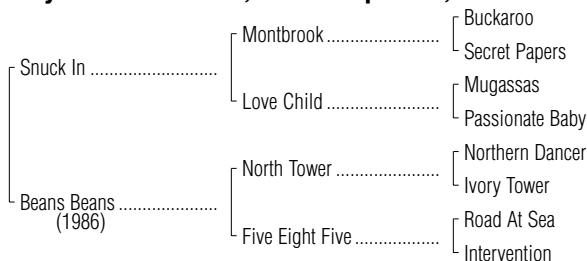 Buckaroo
Montbrook ............................
Secret Papers
Snuck In ...............................
Mugassas
Love Child ............................
Passionate Baby
Northern Dancer
North Tower .........................
Ivory Tower
Beans Beans ........................
(1986)
Road At Sea
Five Eight Five .....................
Intervention